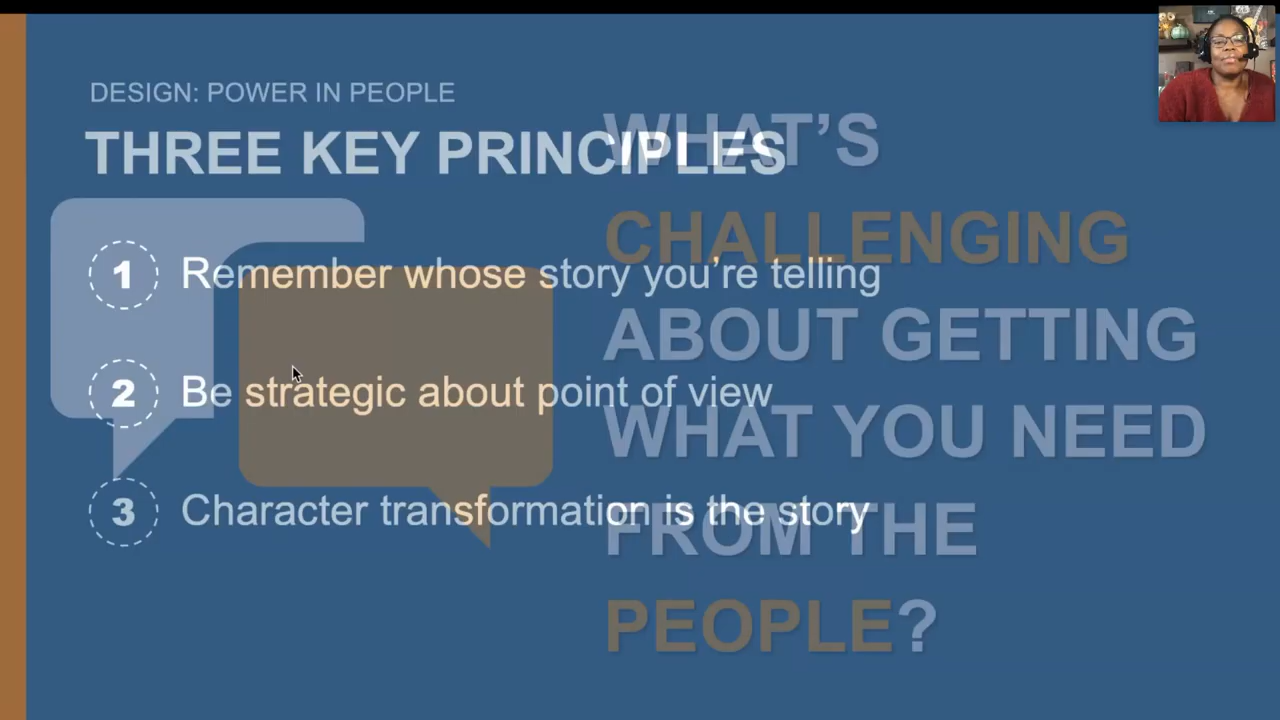 DESIGN: POWER IN PEOPLE
THREE KEY PRINCIPLES
1 Remember whose story you’re telling
2 Be strategic about point of view
3 Character transformation is the story
WHAT’S
CHALLENGING
ABOUT GETTING
WHAT YOU NEED
FROM THE
PEOPLE?